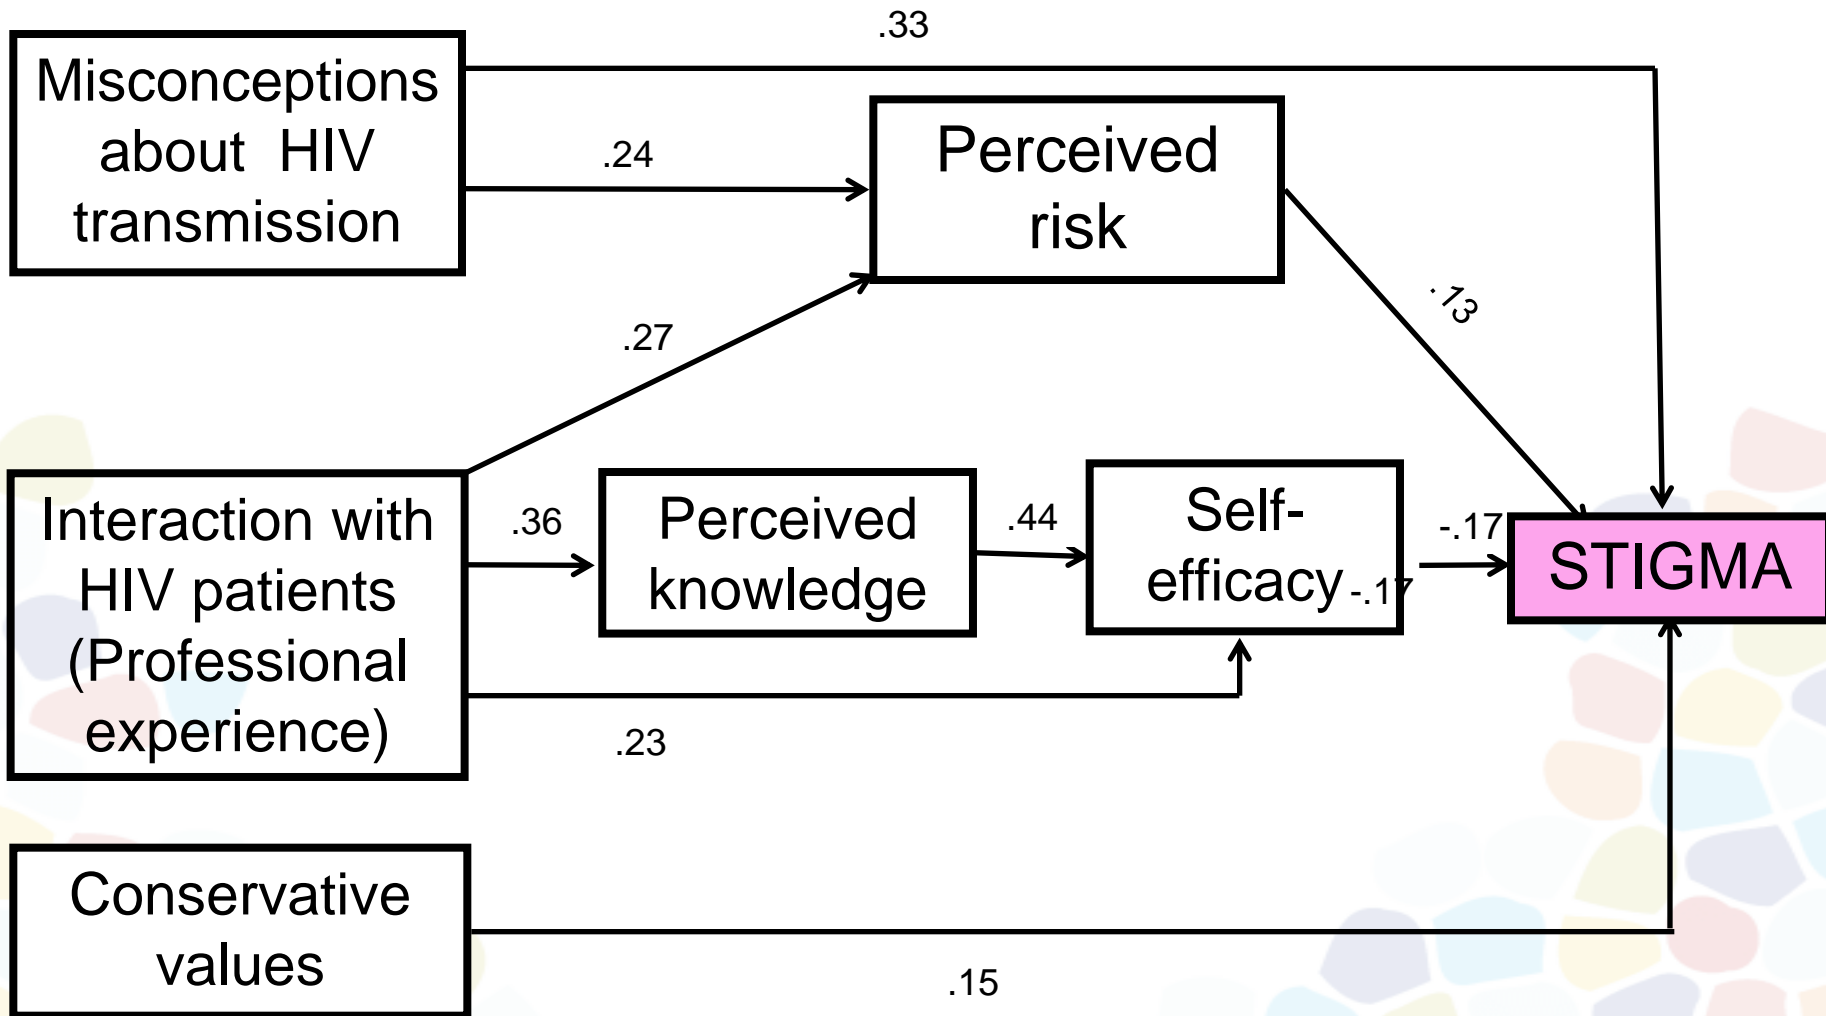 .33
Misconceptions
about HIV
transmission
.24
Perceived
risk
.13
.27
Interaction with
HIV patients
(Professional
experience)
.36
Perceived
knowledge
.44
Self-
efficacy
-.17
-.17
STIGMA
.23
Conservative
values
.15